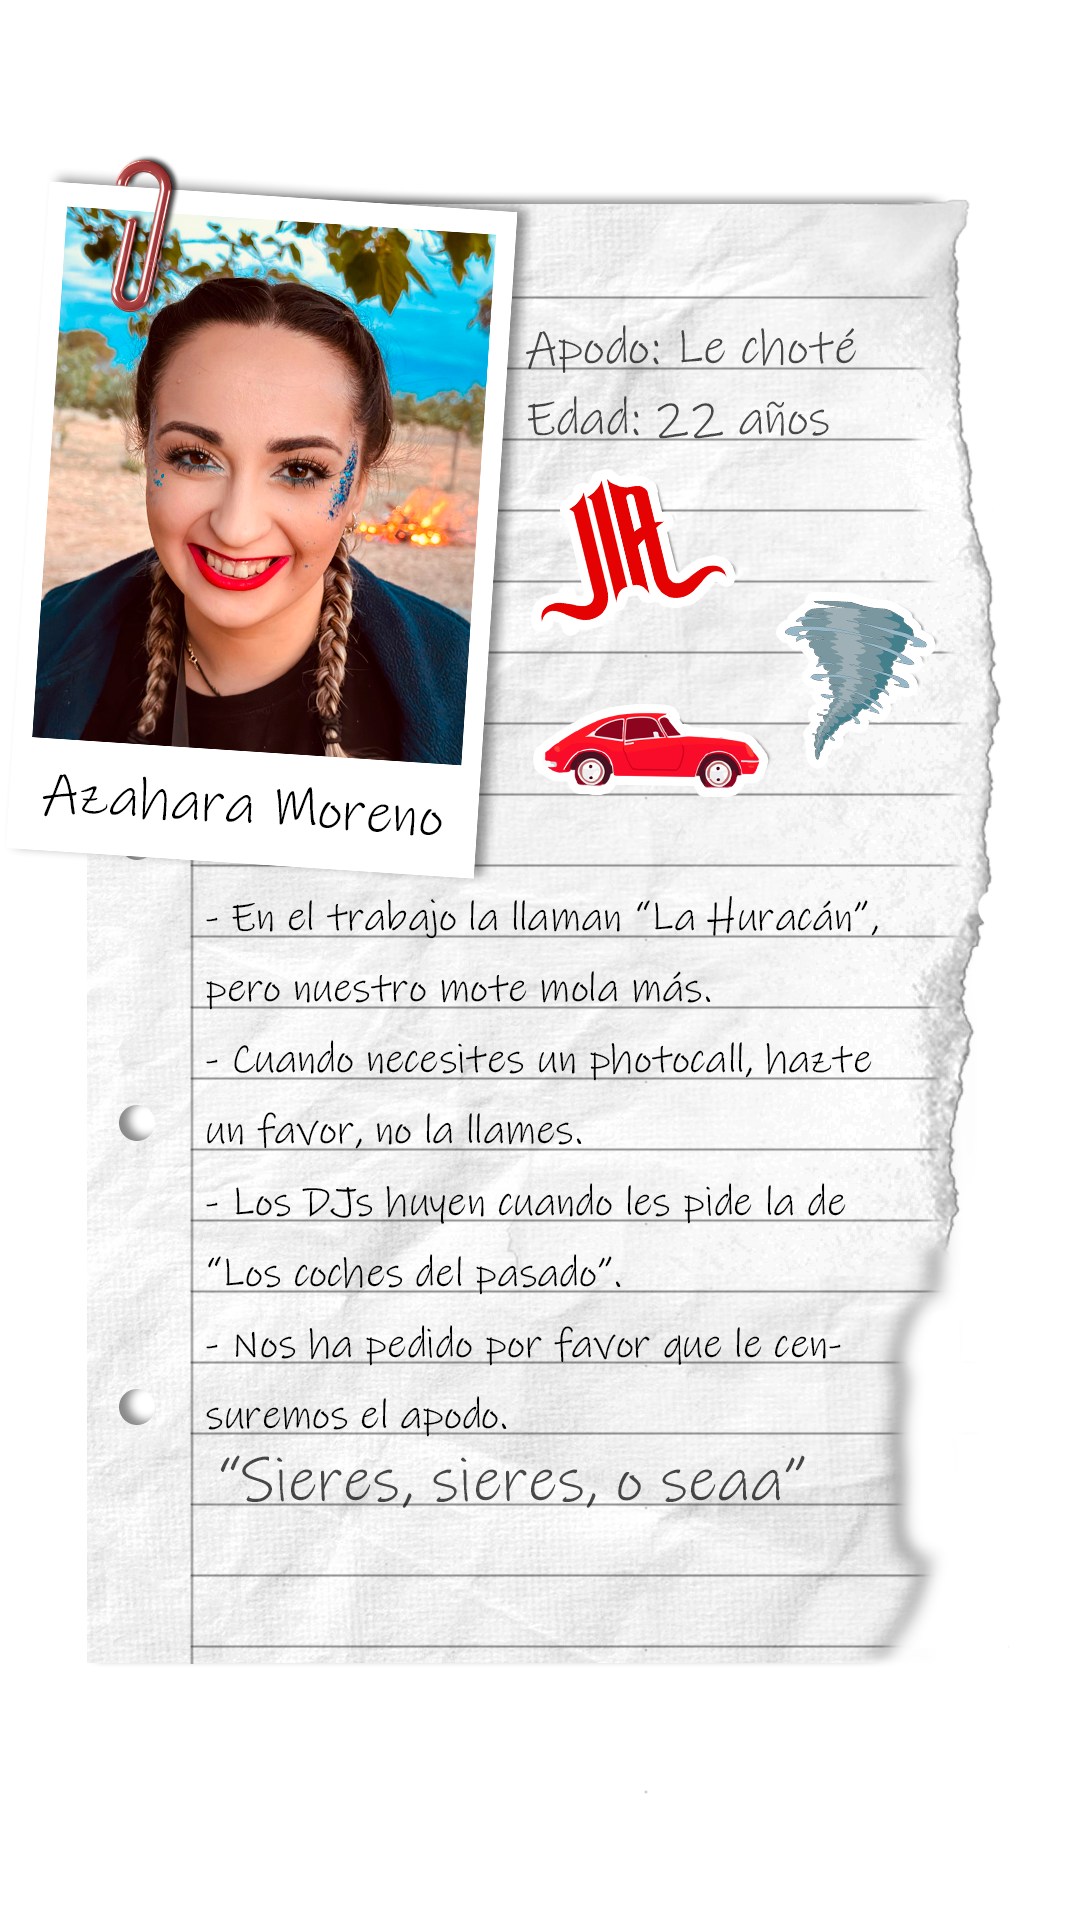 Apodo: Le choté
Edad: 22 años
Azahara Moreno
- En el trabajo la llaman “La Huracán”,
pero nuestro mote mola más.
- Cuando necesites un photocall, hazte
un favor, no la llames.
- Los DJs huyen cuando les pide la de
“Los coches del pasado”.
- Nos ha pedido por favor que le cen-
suremos el apodo.
“Sieres, sieres, o seaa”